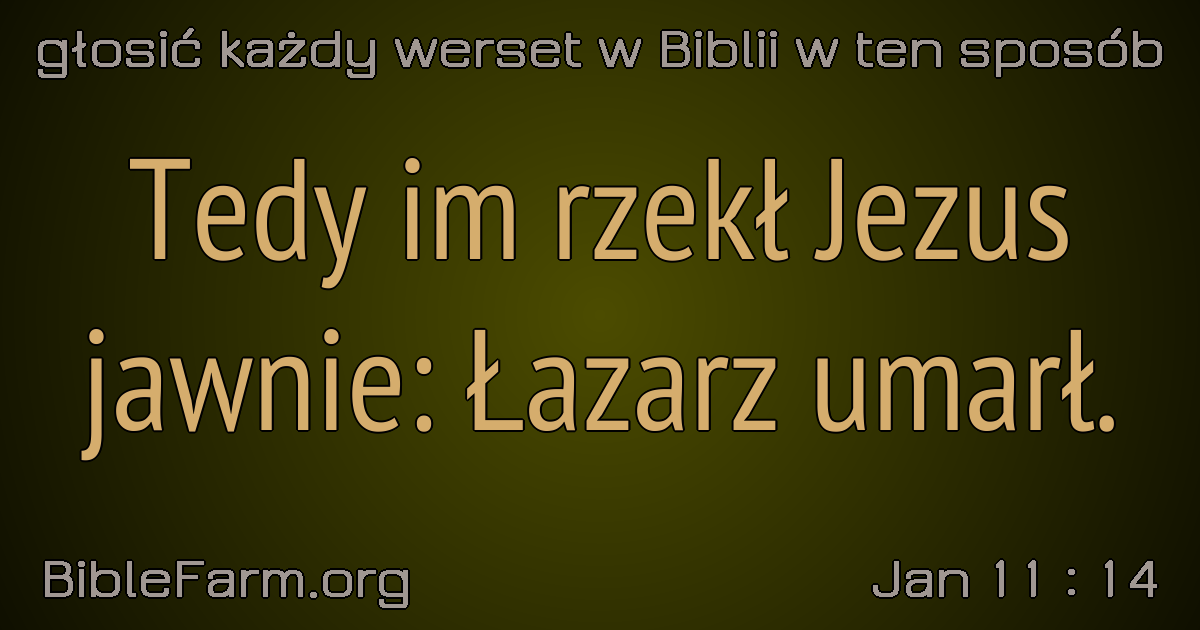 głosić każdy werset w Biblii w ten sposób
Tedy im rzekł Jezus
jawnie: Łazarz umarł.
BibleFarm.org
Jan 11 : 14